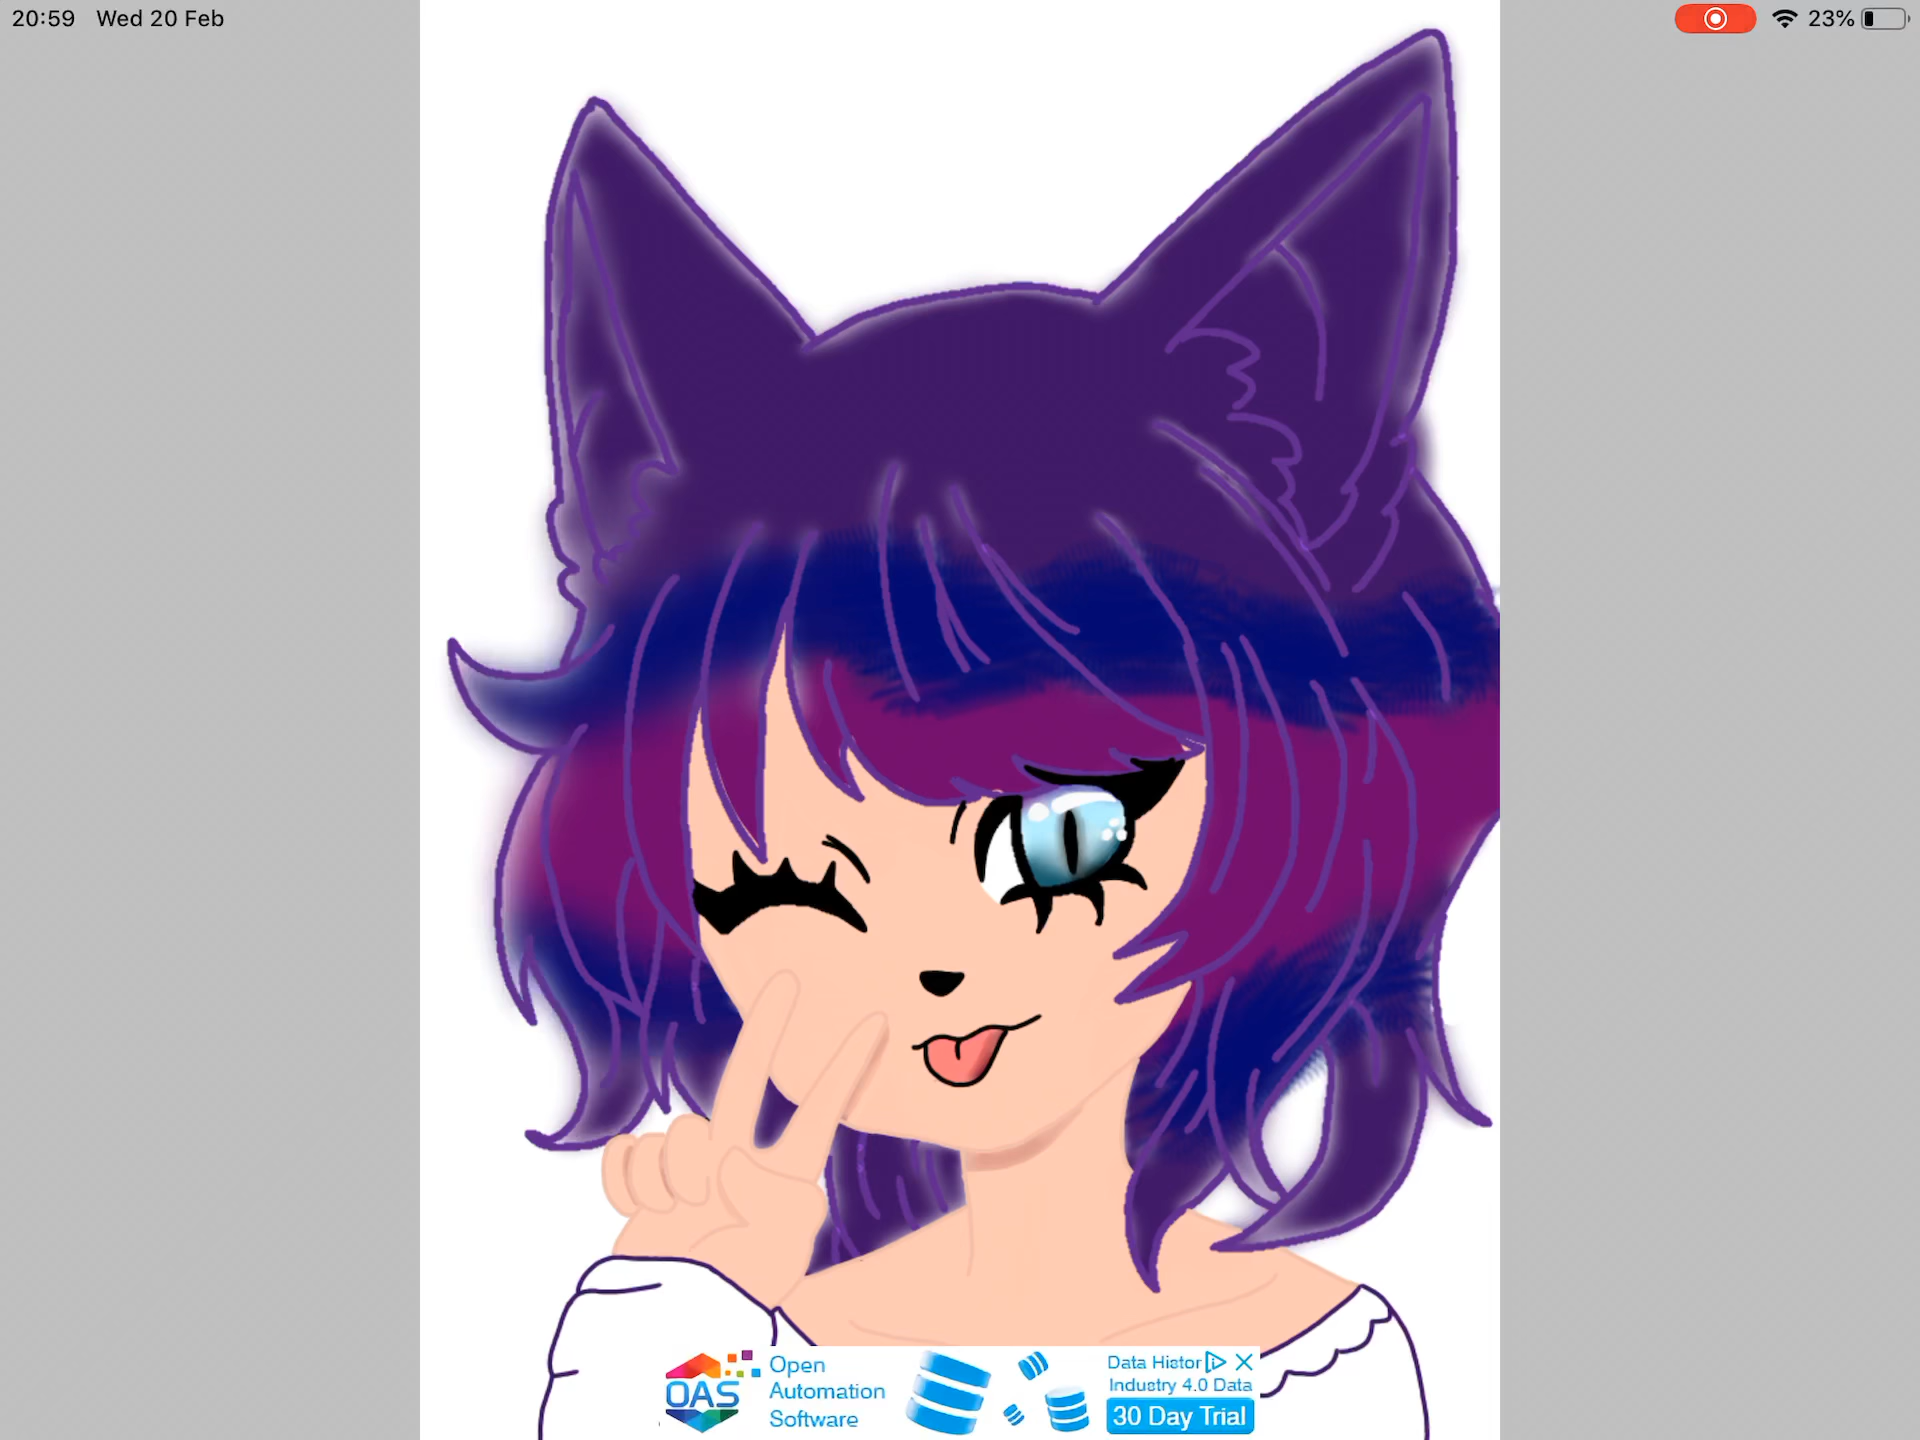 20:59 Wed 20 Feb
23%
OAS
Open
Automation
Software
Data Histor
Industry 4.0 Data
30 Day Trial